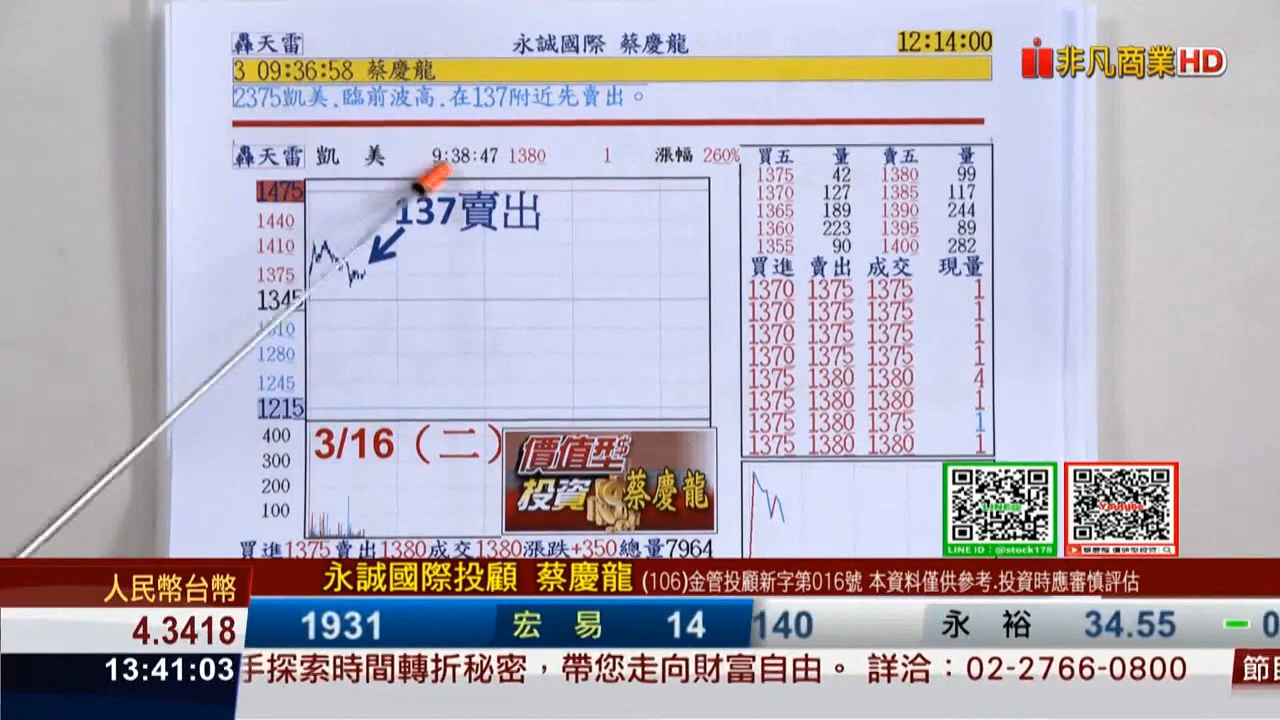 轟天雷 永誠國際 蔡慶龍 12:14:00
非凡商業HD
3 09:36:58 蔡慶龍
2375凱美.臨前波高.在137附近先賣出。
轟天雷 凱 美 9:38:47 1380 1 漲幅 260%
買五 量 賣五 量
1375 42 1380 99
1370 127 1385 117
1365 189 1390 244
1360 223 1395 89
1355 90 1400 282
買進 賣出 成交 現量
1370 1375 1375 1
1370 1375 1375 1
1370 1375 1375 1
1370 1375 1375 1
1375 1380 1380 4
1375 1380 1380 1
1375 1380 1375 1
1375 1380 1380 1
1475
1440
1410
1375
1345
1310
1280
1245
1215
137賣出
400
300
200
100
3/16（二）
價值型$
投資
蔡慶龍
買進1375賣出1380成交1380漲跌+350總量7964
LINE@
LINE ID：@stock178
Youtube
人民幣台幣
4.3418
13:41:03
永誠國際投顧 蔡慶龍 (106)金管投顧新字第016號 本資料僅供參考.投資時應審慎評估
1931 宏 易 14
140 永 裕 34.55 0
手探索時間轉折秘密，帶您走向財富自由。 詳洽：02-2766-0800
節目